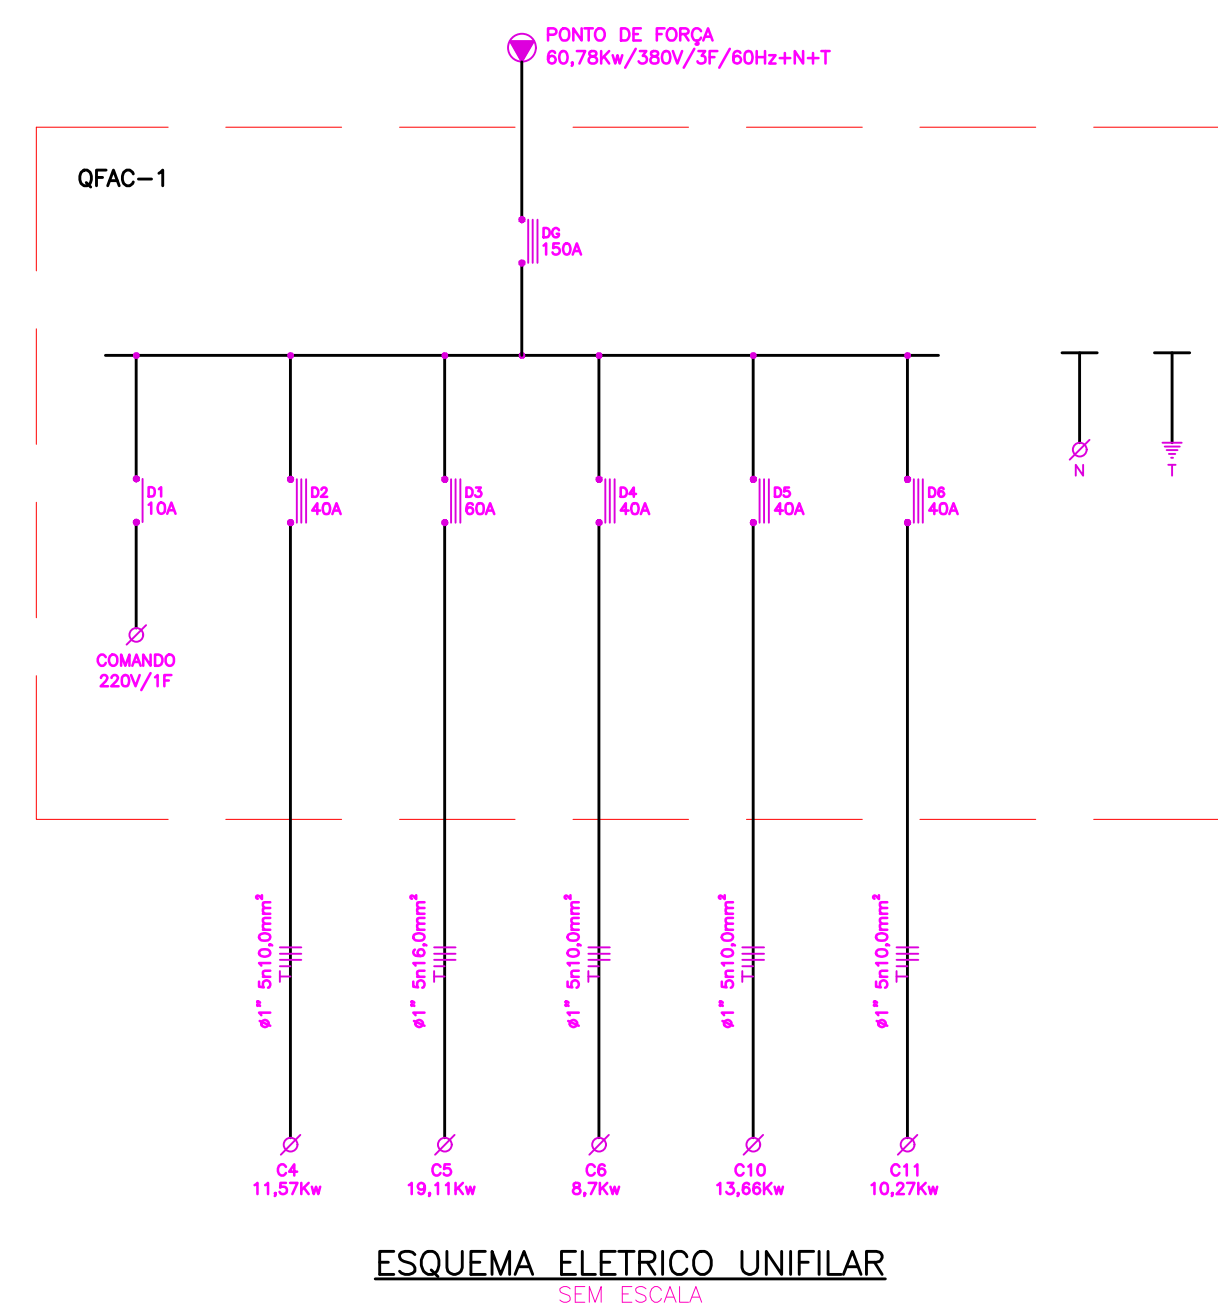 PONTO DE FORÇA
60,78Kw/380V/3F/60Hz+N+T
QFAC-1
DG
150A
D1
10A
D2
40A
D3
60A
D4
40A
D5
40A
D6
40A
N
T
COMANDO
220V/1F
ø1" 5n10,0mm²
T
ø1" 5n16,0mm²
T
ø1" 5n10,0mm²
T
ø1" 5n10,0mm²
T
ø1" 5n10,0mm²
T
C4
11,57Kw
C5
19,11Kw
C6
8,7Kw
C10
13,66Kw
C11
10,27Kw
ESQUEMA ELETRICO UNIFILAR
SEM ESCALA